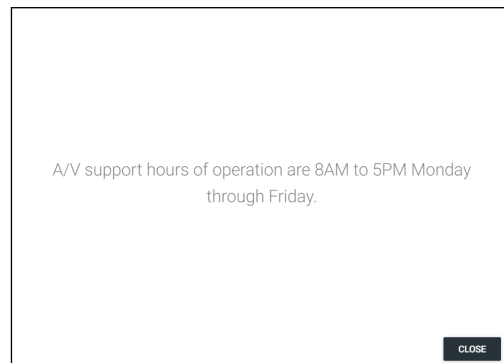 A/V support hours of operation are 8AM to 5PM Monday
through Friday.
CLOSE